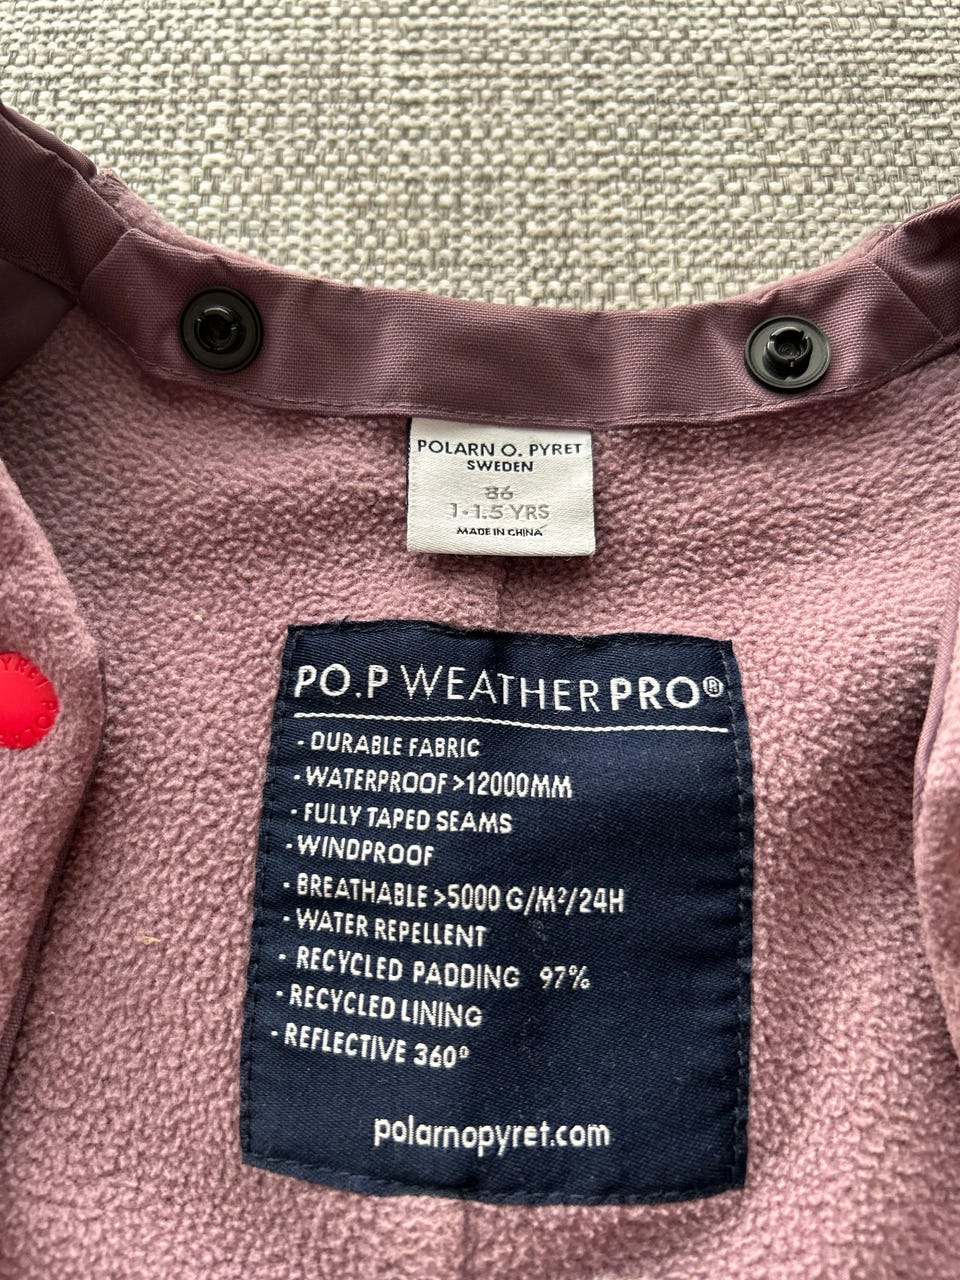 POLARN O. PYRET
SWEDEN
86
1-1.5 YRS
MADE IN CHINA
PO.P WEATHERPRO®
- DURABLE FABRIC
- WATERPROOF >12000MM
- FULLY TAPED SEAMS
- WINDPROOF
- BREATHABLE >5000 G/M²/24H
- WATER REPELLENT
- RECYCLED PADDING 97%
- RECYCLED LINING
- REFLECTIVE 360°
polarnopyret.com